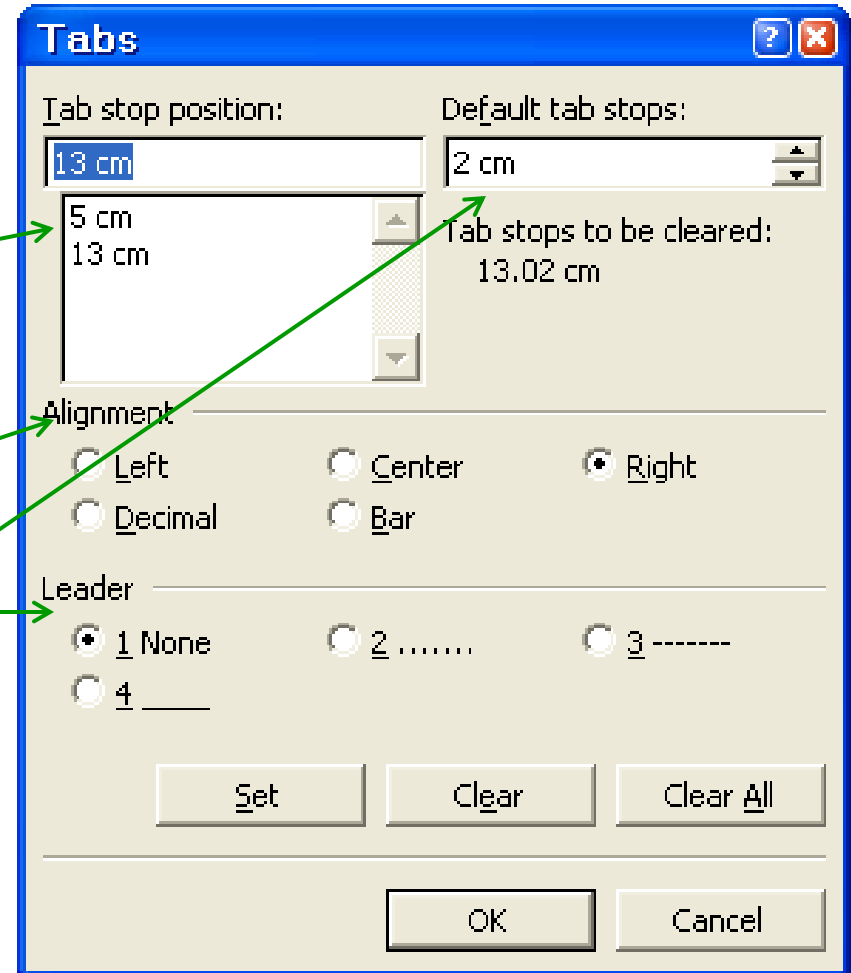 Tabs
Tab stop position:
Default tab stops:
13 cm
2 cm
5 cm
13 cm
Tab stops to be cleared:
13.02 cm
Alignment
Left Center Right
Decimal Bar
Leader
1 None 2 ....... 3 -------
4 ____
Set Clear Clear All
OK Cancel